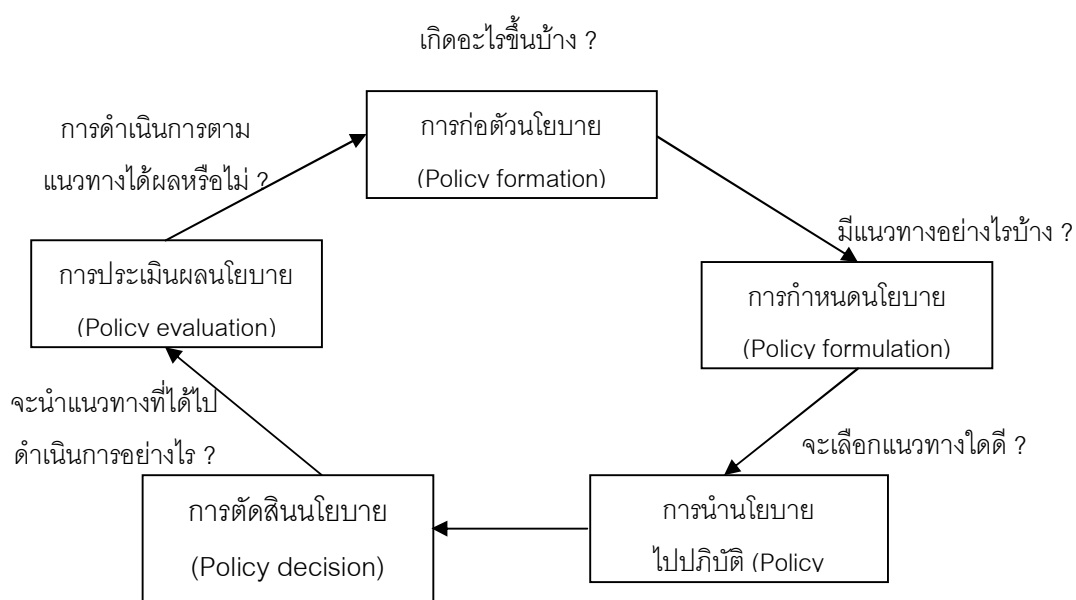 เกิดอะไรขึ้นบ้าง ?
การก่อตัวนโยบาย
(Policy formation)
การดำเนินการตาม
แนวทางได้ผลหรือไม่ ?
มีแนวทางอย่างไรบ้าง ?
การประเมินผลนโยบาย
(Policy evaluation)
การกำหนดนโยบาย
(Policy formulation)
จะนำแนวทางที่ได้ไป
ดำเนินการอย่างไร ?
จะเลือกแนวทางใดดี ?
การตัดสินนโยบาย
(Policy decision)
การนำนโยบาย
ไปปฏิบัติ (Policy